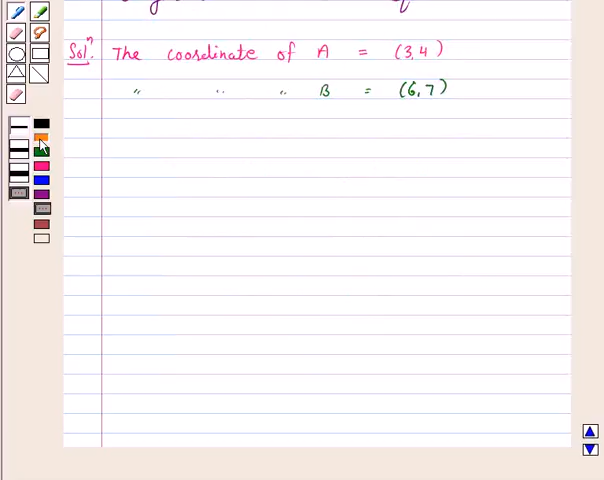 Solⁿ. The coordinate of A = (3,4)
〃 〃 〃 B = (6,7)